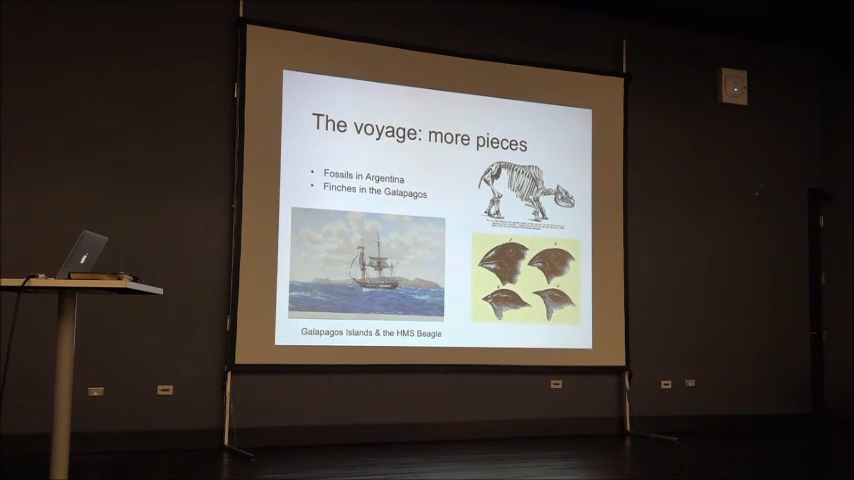 The voyage: more pieces
• Fossils in Argentina
• Finches in the Galapagos
Galapagos Islands & the HMS Beagle